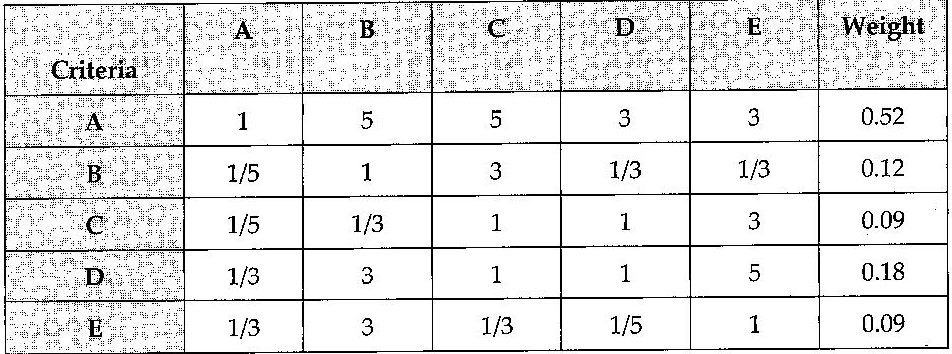 A B C D E Weight
Criteria
A 1 5 5 3 3 0.52
B 1/5 1 3 1/3 1/3 0.12
C 1/5 1/3 1 1 3 0.09
D 1/3 3 1 1 5 0.18
E 1/3 3 1/3 1/5 1 0.09